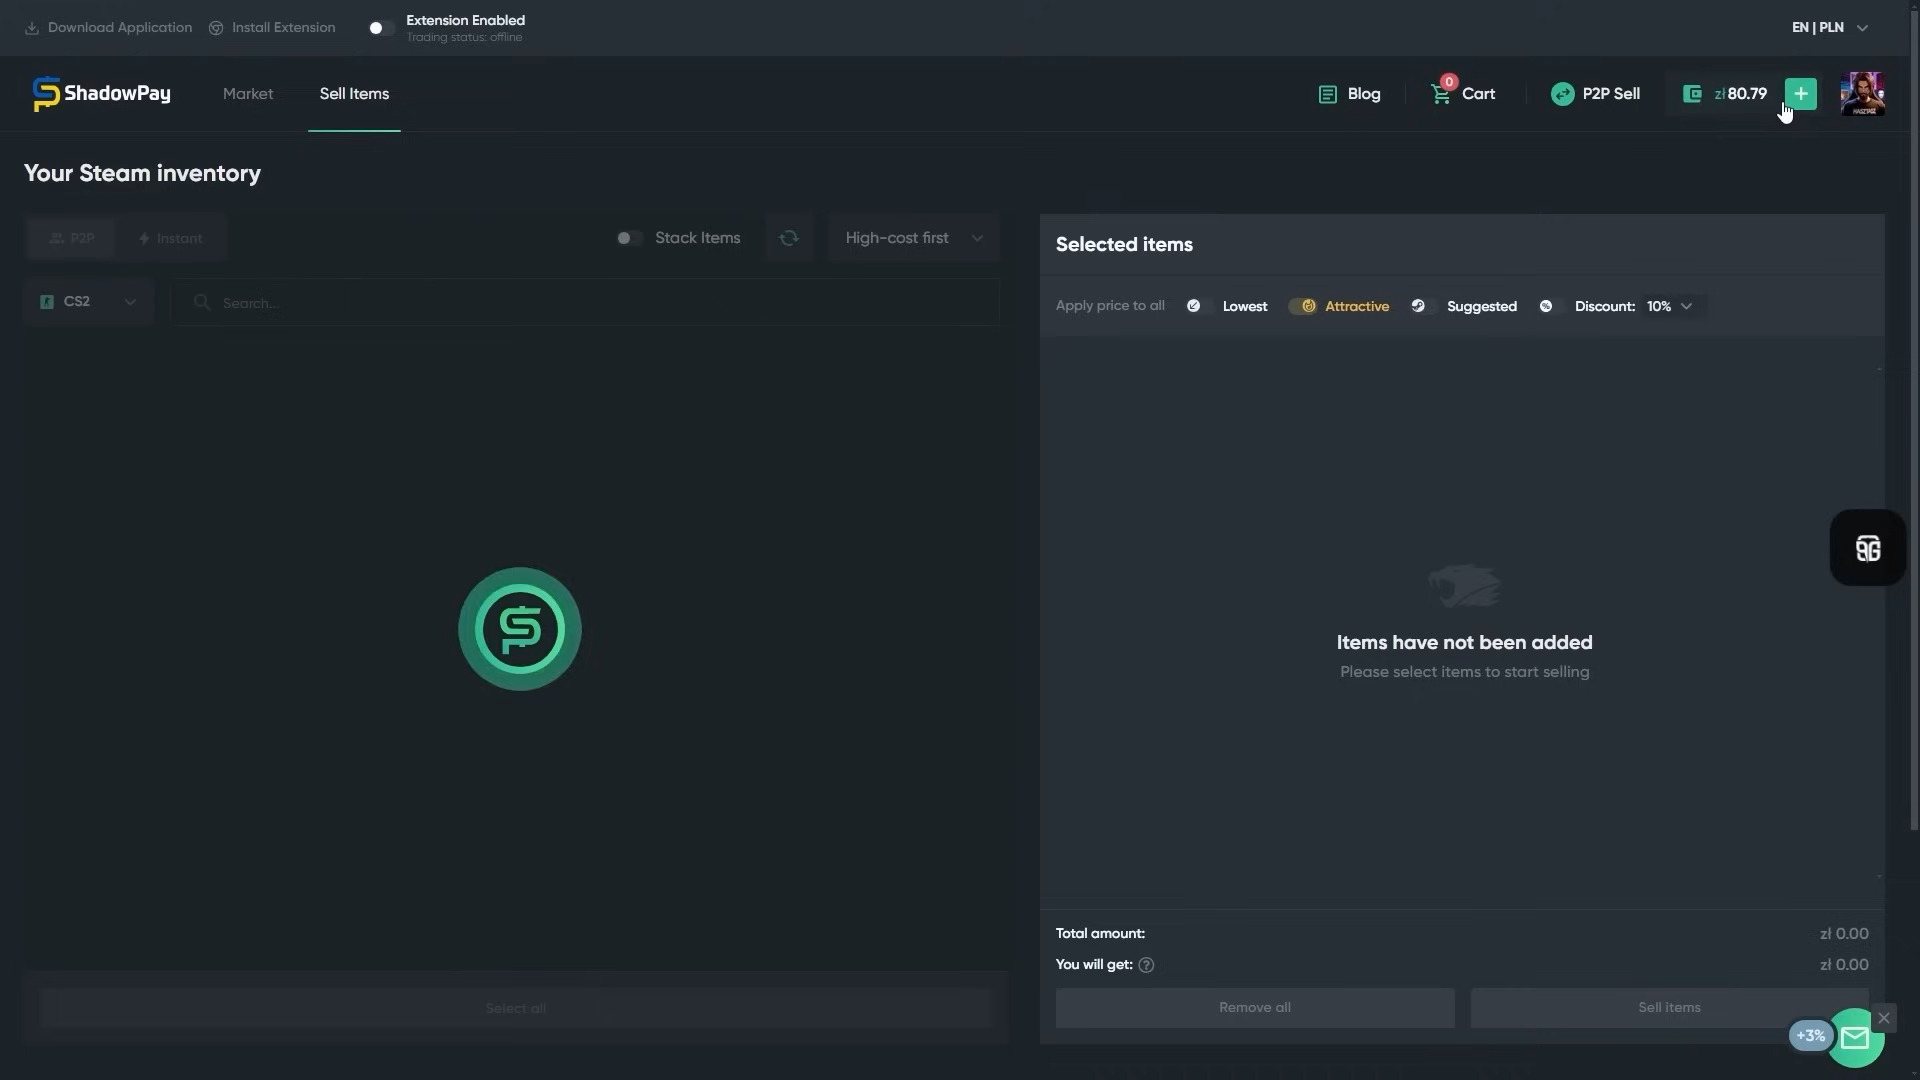 Download Application
Install Extension
Extension Enabled
Trading status: offline
EN | PLN
ShadowPay
Market
Sell Items
Blog
0
Cart
P2P Sell
zł80.79
+
Your Steam inventory
P2P
Instant
Stack Items
High-cost first
CS2
Search...
Selected items
Apply price to all
Lowest
Attractive
Suggested
Discount: 10%
Items have not been added
Please select items to start selling
Total amount:
zł 0.00
You will get: ?
zł 0.00
Select all
Remove all
Sell items
+3%